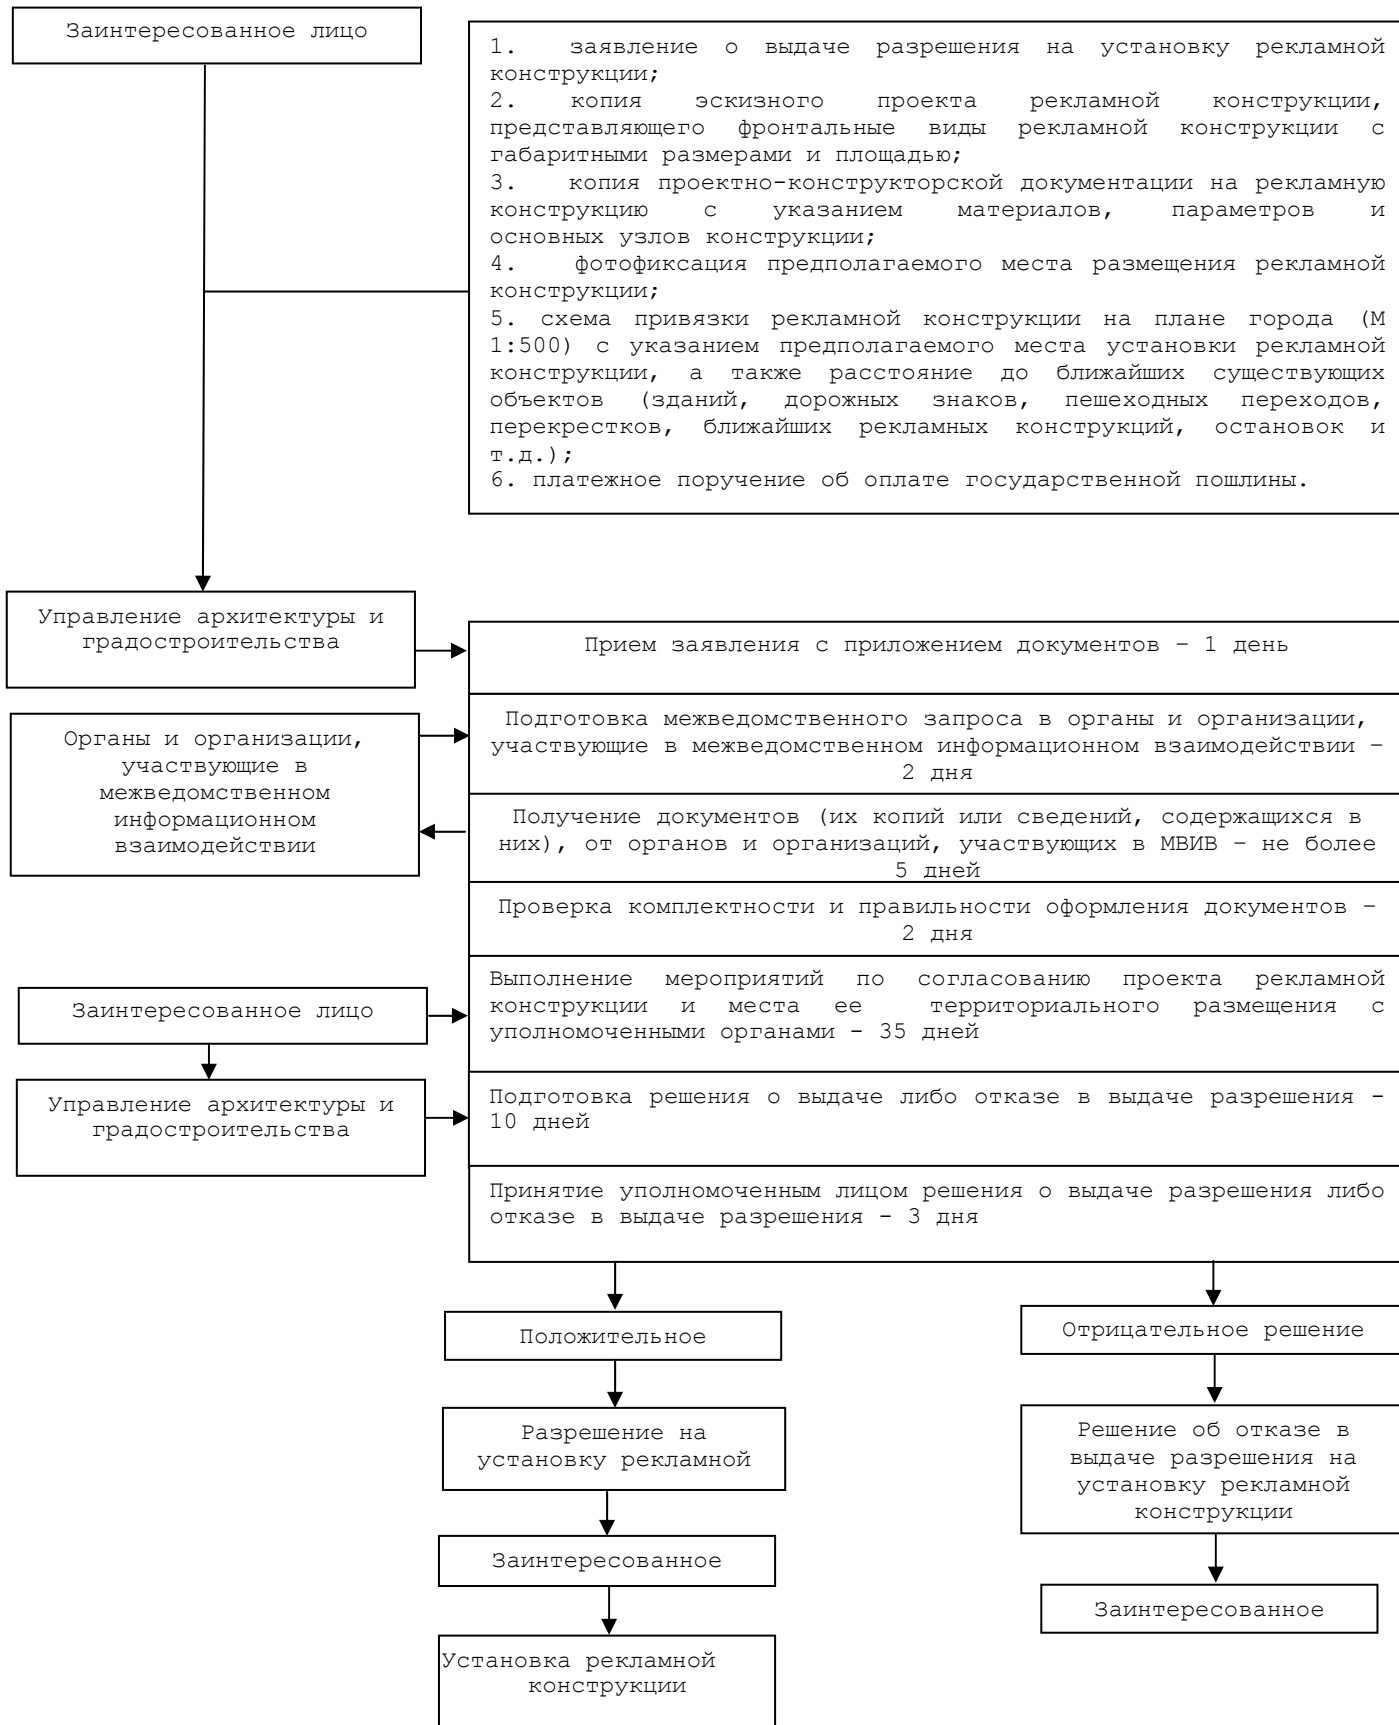 Заинтересованное лицо
1. заявление о выдаче разрешения на установку рекламной
конструкции;
2. копия эскизного проекта рекламной конструкции,
представляющего фронтальные виды рекламной конструкции с
габаритными размерами и площадью;
3. копия проектно-конструкторской документации на рекламную
конструкцию с указанием материалов, параметров и
основных узлов конструкции;
4. фотофиксация предполагаемого места размещения рекламной
конструкции;
5. схема привязки рекламной конструкции на плане города (М
1:500) с указанием предполагаемого места установки рекламной
конструкции, а также расстояние до ближайших существующих
объектов (зданий, дорожных знаков, пешеходных переходов,
перекрестков, ближайших рекламных конструкций, остановок и
т.д.);
6. платежное поручение об оплате государственной пошлины.
Управление архитектуры и
градостроительства
Прием заявления с приложением документов – 1 день
Органы и организации,
участвующие в
межведомственном
информационном
взаимодействии
Подготовка межведомственного запроса в органы и организации,
участвующие в межведомственном информационном взаимодействии –
2 дня
Получение документов (их копий или сведений, содержащихся в
них), от органов и организаций, участвующих в МВИВ – не более
5 дней
Проверка комплектности и правильности оформления документов –
2 дня
Заинтересованное лицо
Выполнение мероприятий по согласованию проекта рекламной
конструкции и места ее территориального размещения с
уполномоченными органами - 35 дней
Управление архитектуры и
градостроительства
Подготовка решения о выдаче либо отказе в выдаче разрешения -
10 дней
Принятие уполномоченным лицом решения о выдаче разрешения либо
отказе в выдаче разрешения - 3 дня
Положительное
Разрешение на
установку рекламной
Заинтересованное
Установка рекламной
конструкции
Отрицательное решение
Решение об отказе в
выдаче разрешения на
установку рекламной
конструкции
Заинтересованное